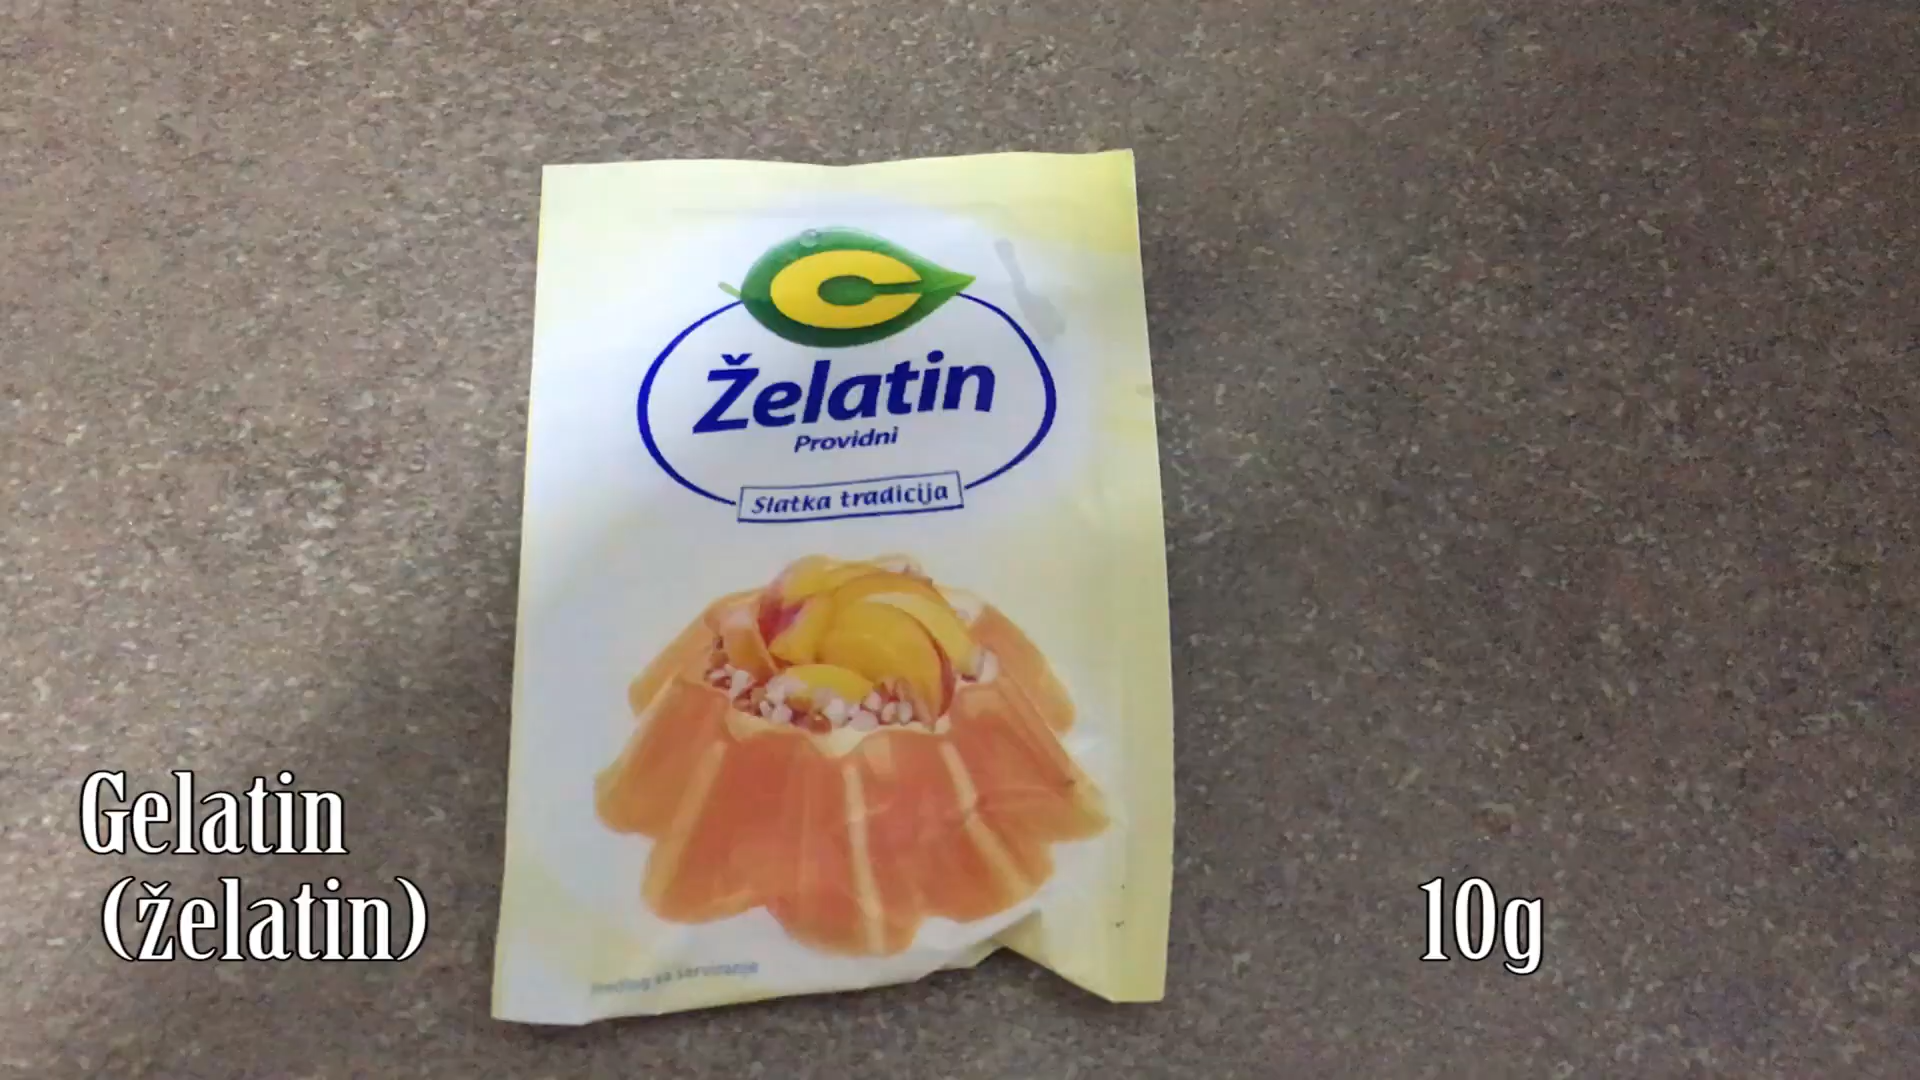 C
Želatin
Providni
Slatka tradicija
Gelatin
(želatin)
10g